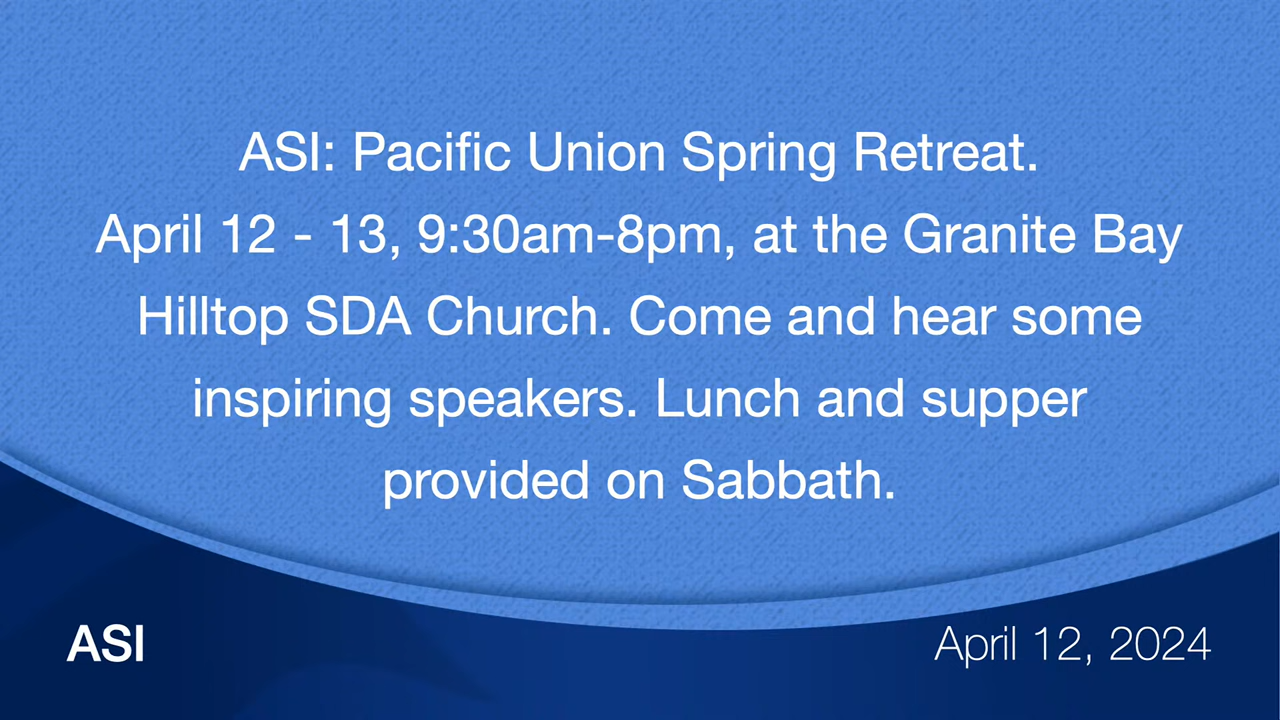 ASI: Pacific Union Spring Retreat.
April 12 - 13, 9:30am-8pm, at the Granite Bay
Hilltop SDA Church. Come and hear some
inspiring speakers. Lunch and supper
provided on Sabbath.
ASI
April 12, 2024